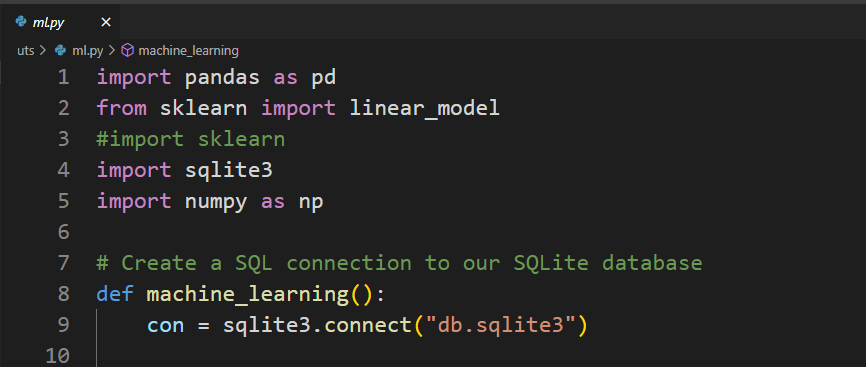 ml.py
uts > ml.py > machine_learning
1 import pandas as pd
2 from sklearn import linear_model
3 #import sklearn
4 import sqlite3
5 import numpy as np
6
7 # Create a SQL connection to our SQLite database
8 def machine_learning():
9     con = sqlite3.connect("db.sqlite3")
10